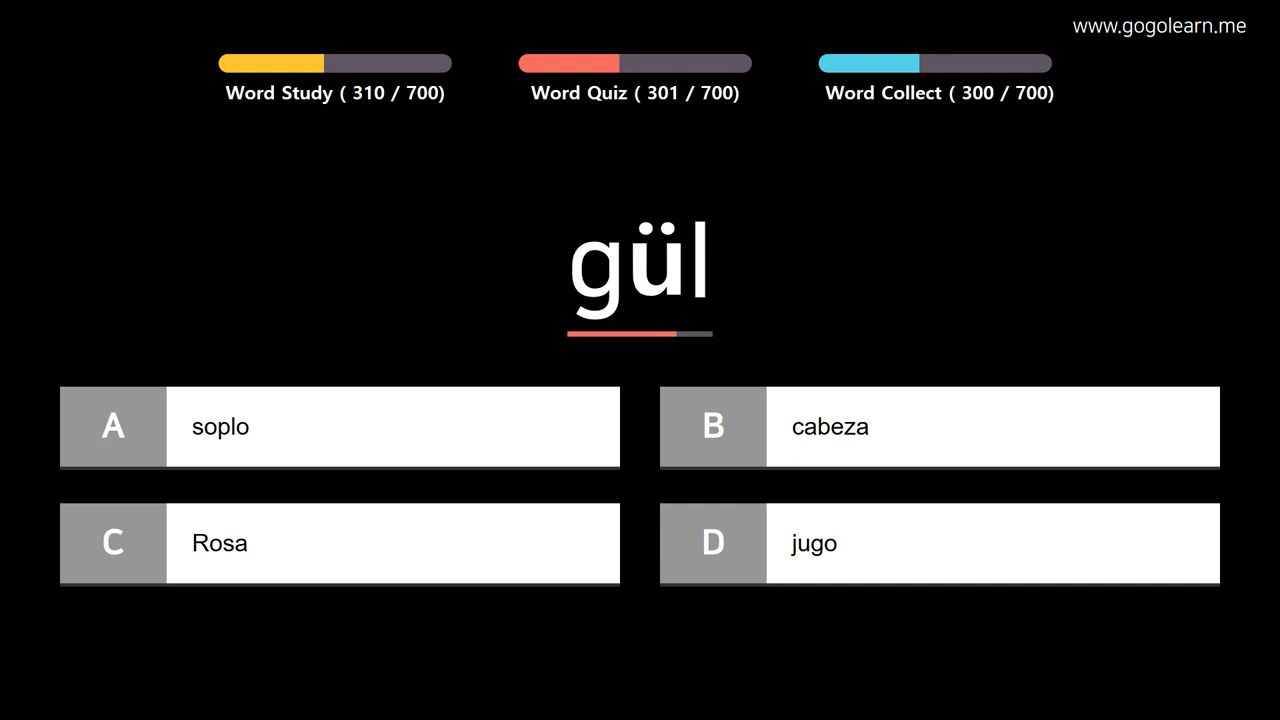 www.gogolearn.me
Word Study ( 310 / 700)
Word Quiz ( 301 / 700)
Word Collect ( 300 / 700)
gül
A
soplo
B
cabeza
C
Rosa
D
jugo